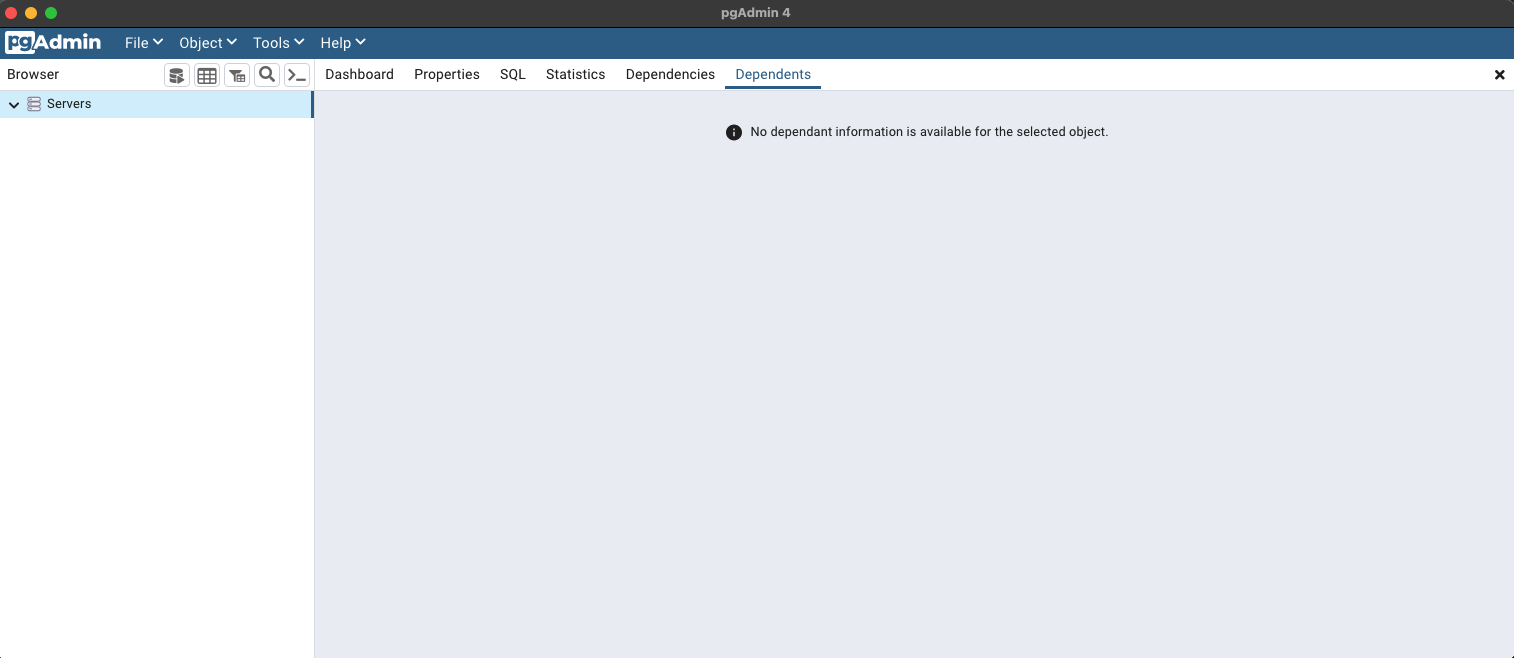 pgAdmin 4
pgAdmin File Object Tools Help
Browser Dashboard Properties SQL Statistics Dependencies Dependents
Servers
No dependant information is available for the selected object.